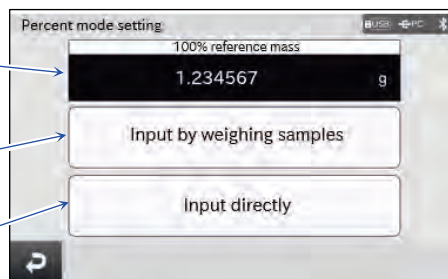 Percent mode setting
USB PC
100% reference mass
1.234567 g
Input by weighing samples
Input directly